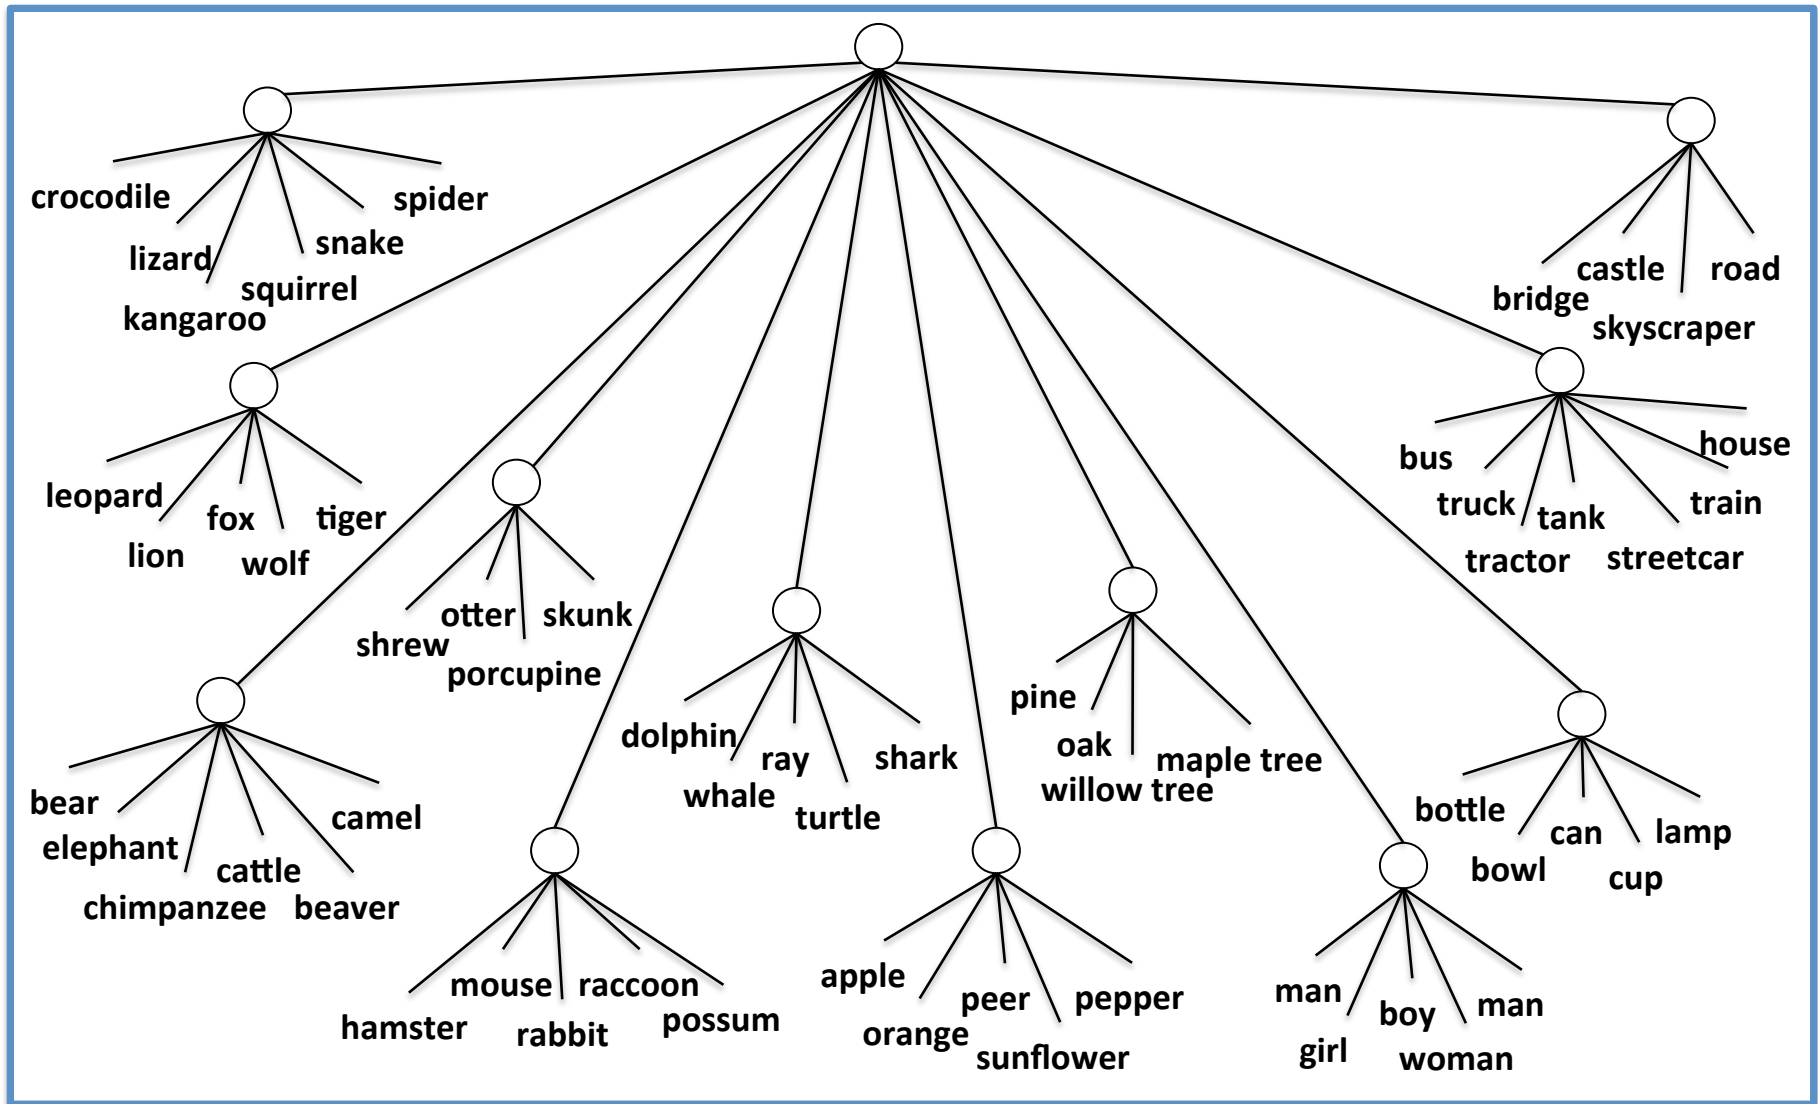 crocodile
spider
lizard
snake
squirrel
kangaroo
castle
road
bridge
skyscraper
leopard
fox
tiger
lion
wolf
bus
house
truck
tank
train
tractor
streetcar
otter
skunk
shrew
porcupine
dolphin
ray
shark
whale
turtle
pine
oak
maple tree
willow tree
bear
camel
elephant
cattle
chimpanzee
beaver
bottle
can
lamp
bowl
cup
mouse
raccoon
hamster
rabbit
possum
apple
peer
pepper
orange
sunflower
man
boy
man
girl
woman